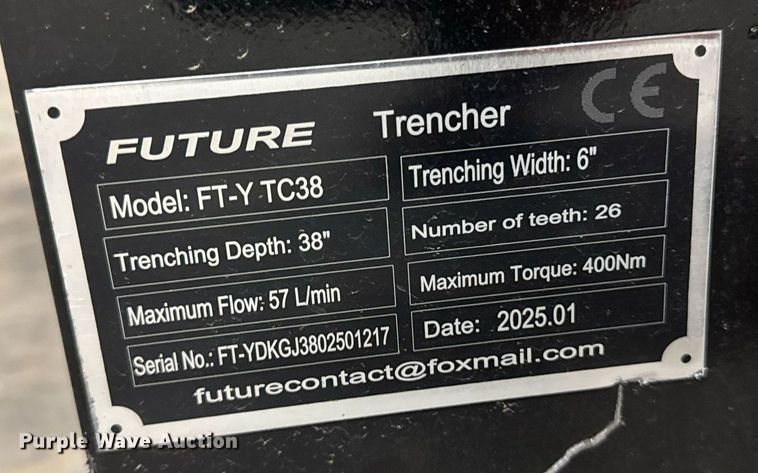 FUTURE Trencher CE
Model: FT-Y TC38
Trenching Width: 6"
Trenching Depth: 38"
Number of teeth: 26
Maximum Flow: 57 L/min
Maximum Torque: 400Nm
Serial No.: FT-YDKGJ3802501217
Date: 2025.01
futurecontact@foxmail.com
Purple Wave Auction